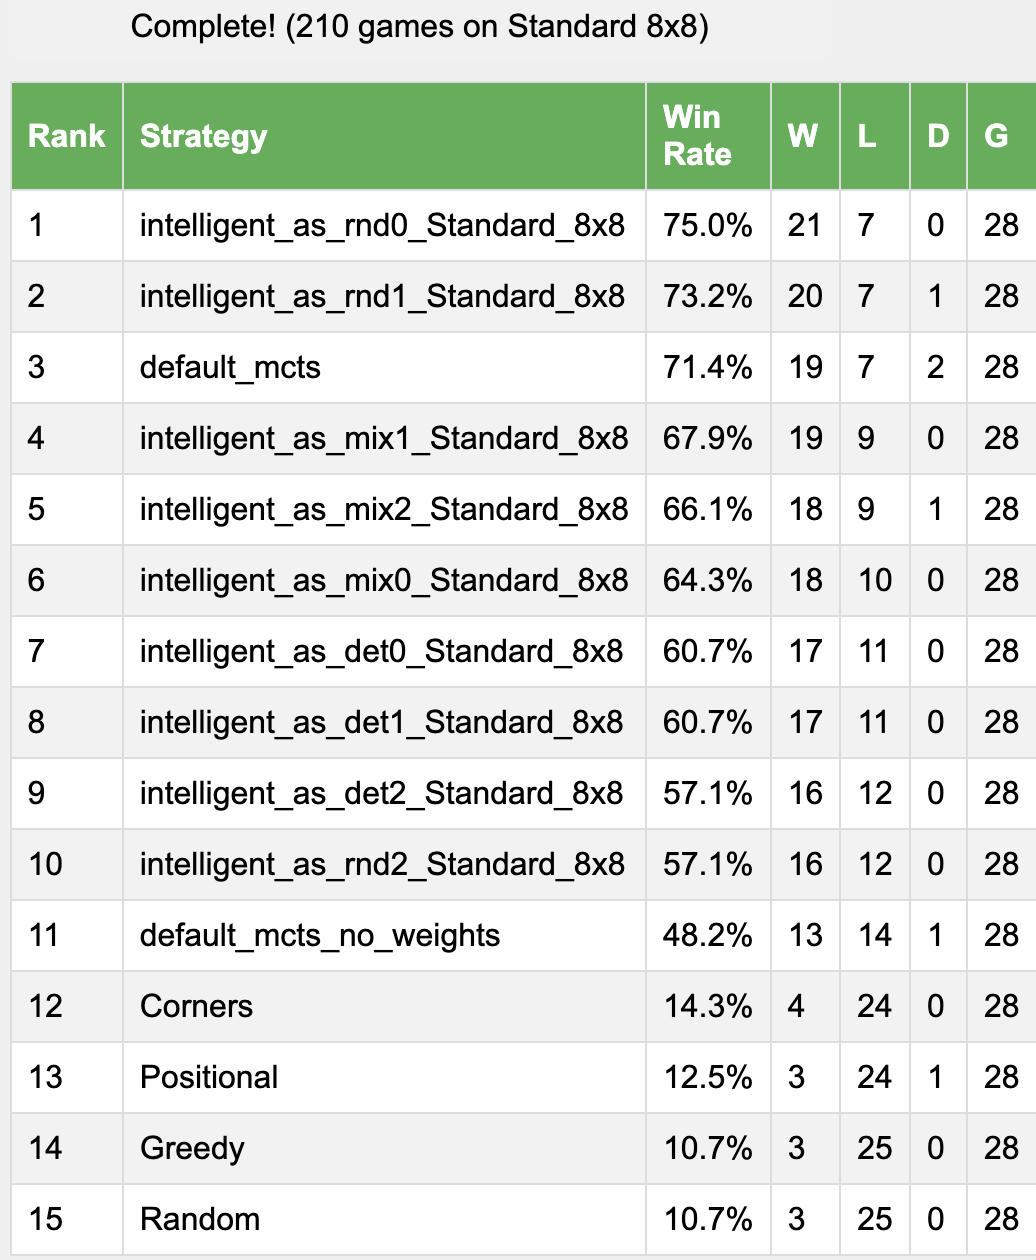 Complete! (210 games on Standard 8x8)
Rank Strategy Win Rate W L D G
1 intelligent_as_rnd0_Standard_8x8 75.0% 21 7 0 28
2 intelligent_as_rnd1_Standard_8x8 73.2% 20 7 1 28
3 default_mcts 71.4% 19 7 2 28
4 intelligent_as_mix1_Standard_8x8 67.9% 19 9 0 28
5 intelligent_as_mix2_Standard_8x8 66.1% 18 9 1 28
6 intelligent_as_mix0_Standard_8x8 64.3% 18 10 0 28
7 intelligent_as_det0_Standard_8x8 60.7% 17 11 0 28
8 intelligent_as_det1_Standard_8x8 60.7% 17 11 0 28
9 intelligent_as_det2_Standard_8x8 57.1% 16 12 0 28
10 intelligent_as_rnd2_Standard_8x8 57.1% 16 12 0 28
11 default_mcts_no_weights 48.2% 13 14 1 28
12 Corners 14.3% 4 24 0 28
13 Positional 12.5% 3 24 1 28
14 Greedy 10.7% 3 25 0 28
15 Random 10.7% 3 25 0 28